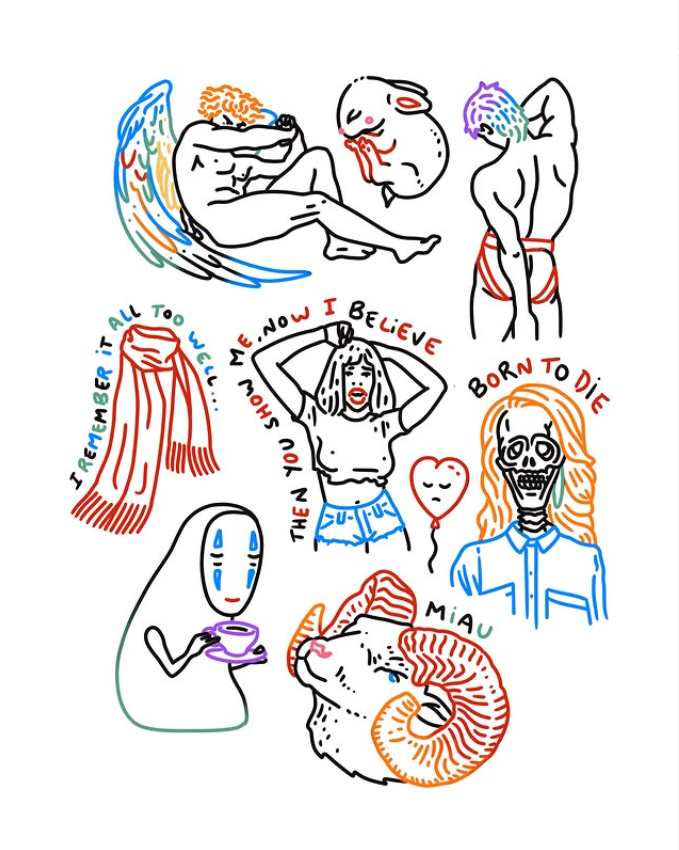 I REMEMBER iT ALL TOO WELL...
THEN YOU SHOW ME, NOW I BELiEVE
BORN TO DiE
MiAU